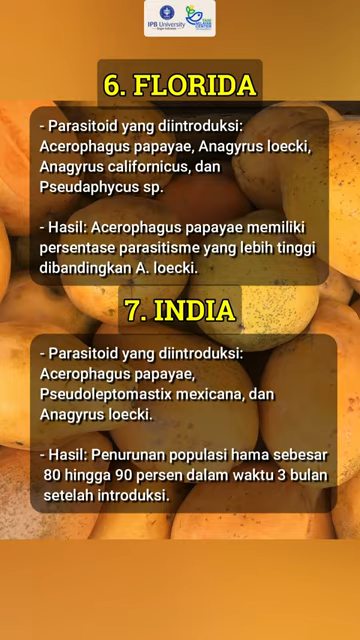 IPB University
6. FLORIDA
- Parasitoid yang diintroduksi:
Acerophagus papayae, Anagyrus loecki,
Anagyrus californicus, dan
Pseudaphycus sp.
- Hasil: Acerophagus papayae memiliki
persentase parasitisme yang lebih tinggi
dibandingkan A. loecki.
7. INDIA
- Parasitoid yang diintroduksi:
Acerophagus papayae,
Pseudoleptomastix mexicana, dan
Anagyrus loecki.
- Hasil: Penurunan populasi hama sebesar
80 hingga 90 persen dalam waktu 3 bulan
setelah introduksi.